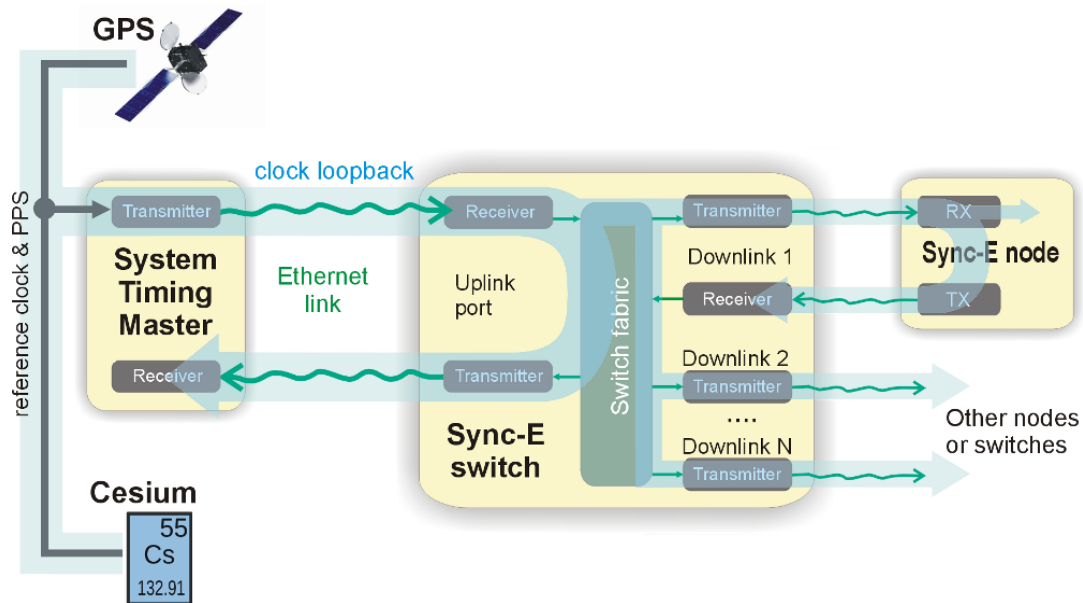 GPS
reference clock & PPS
clock loopback
Transmitter
System
Timing
Master
Receiver
Ethernet
link
Receiver
Uplink
port
Transmitter
Sync-E
switch
Switch fabric
Transmitter
Downlink 1
Receiver
Downlink 2
Transmitter
....
Downlink N
Transmitter
RX
Sync-E node
TX
Other nodes
or switches
Cesium
55
Cs
132.91